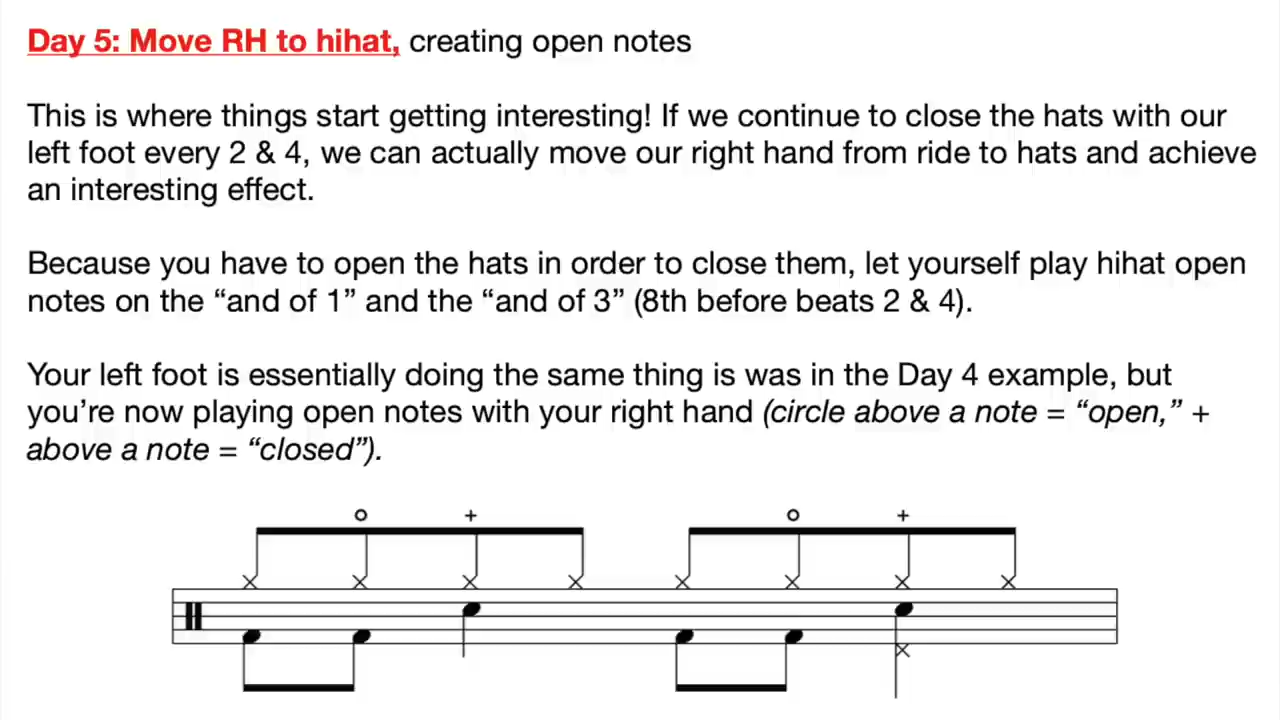 Day 5: Move RH to hihat, creating open notes
This is where things start getting interesting! If we continue to close the hats with our
left foot every 2 & 4, we can actually move our right hand from ride to hats and achieve
an interesting effect.
Because you have to open the hats in order to close them, let yourself play hihat open
notes on the “and of 1” and the “and of 3” (8th before beats 2 & 4).
Your left foot is essentially doing the same thing is was in the Day 4 example, but
you’re now playing open notes with your right hand (circle above a note = “open,” +
above a note = “closed”).